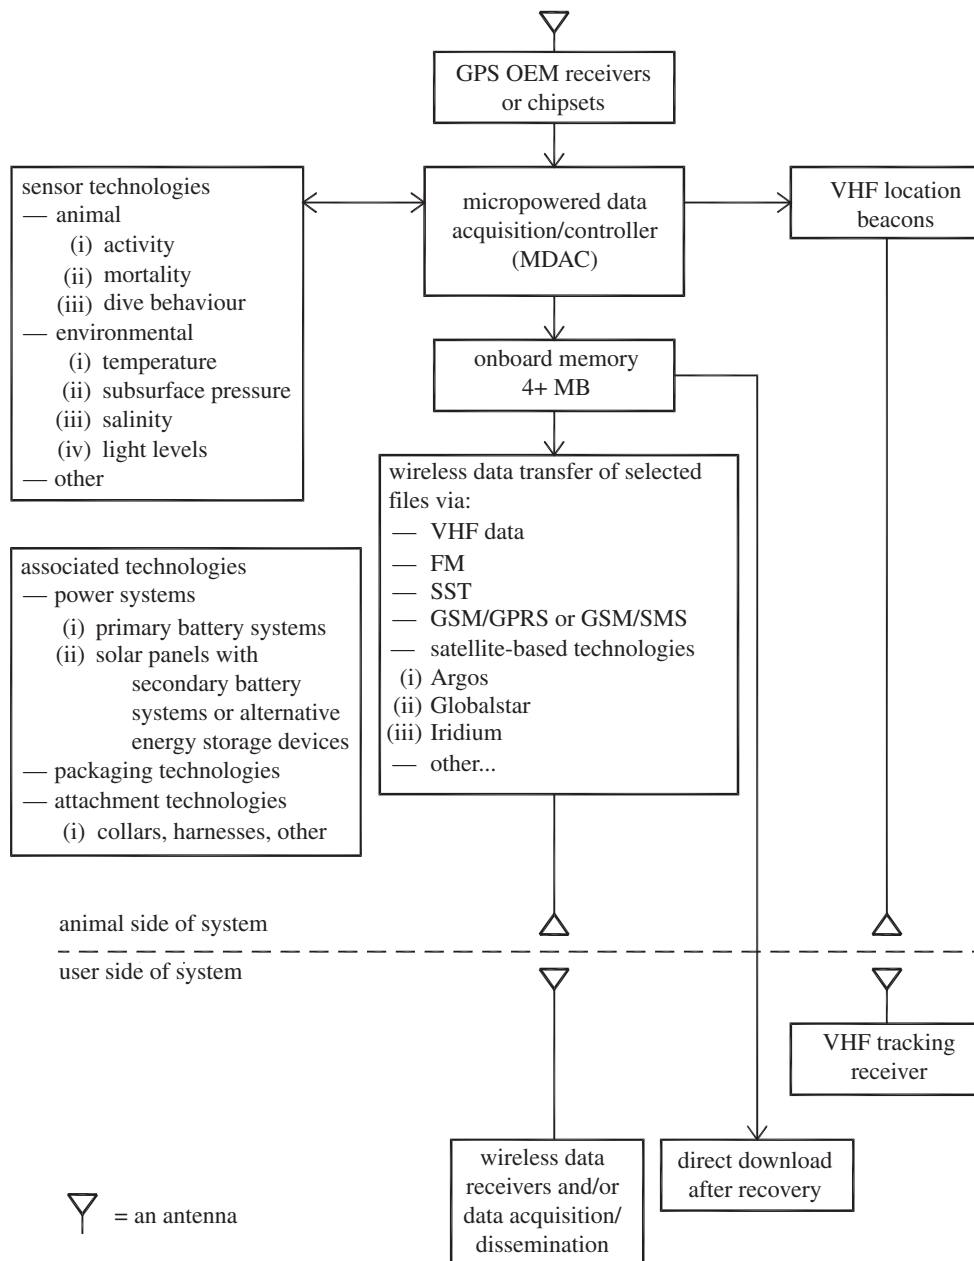 GPS OEM receivers
or chipsets
sensor technologies
— animal
(i) activity
(ii) mortality
(iii) dive behaviour
— environmental
(i) temperature
(ii) subsurface pressure
(iii) salinity
(iv) light levels
— other
micropowered data
acquisition/controller
(MDAC)
VHF location
beacons
onboard memory
4+ MB
wireless data transfer of selected
files via:
— VHF data
— FM
— SST
— GSM/GPRS or GSM/SMS
— satellite-based technologies
(i) Argos
(ii) Globalstar
(iii) Iridium
— other...
associated technologies
— power systems
(i) primary battery systems
(ii) solar panels with
secondary battery
systems or alternative
energy storage devices
— packaging technologies
— attachment technologies
(i) collars, harnesses, other
animal side of system
user side of system
VHF tracking
receiver
wireless data
receivers and/or
data acquisition/
dissemination
direct download
after recovery
= an antenna